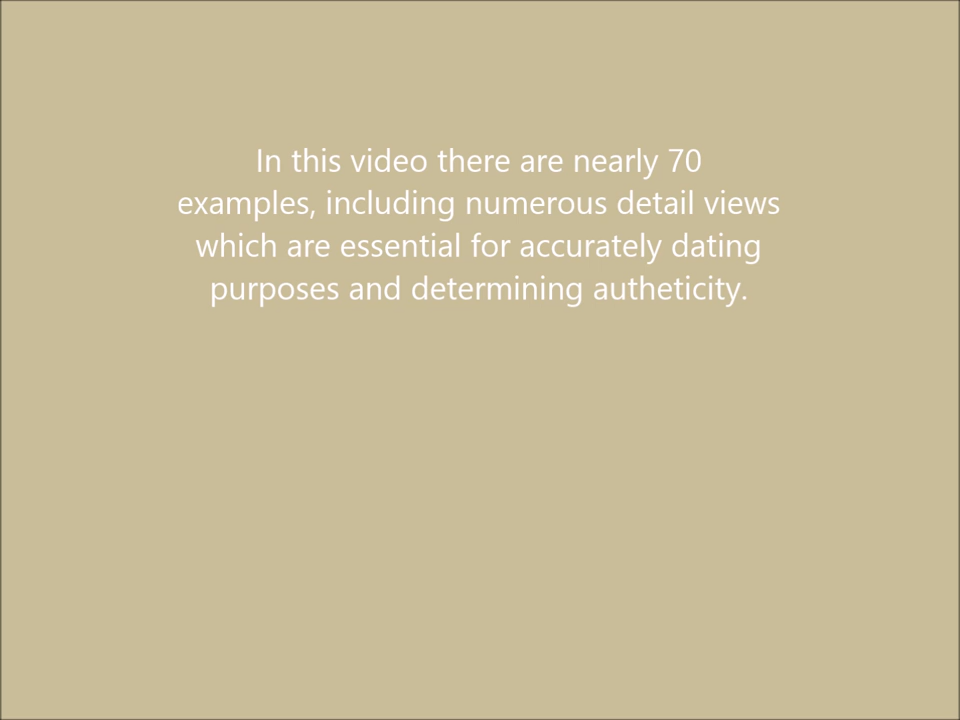 In this video there are nearly 70
examples, including numerous detail views
which are essential for accurately dating
purposes and determining autheticity.